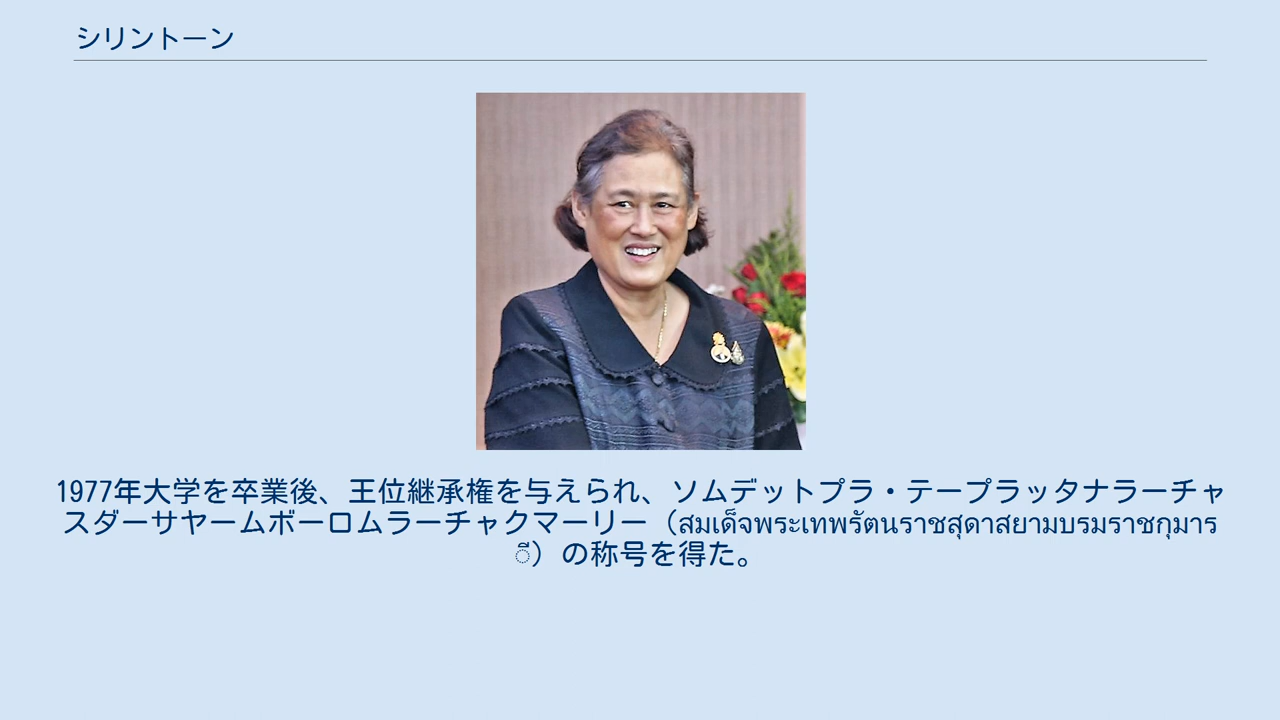 シリントーン
1977年大学を卒業後、王位継承権を与えられ、ソムデットプラ・テープラッタナラーチャ
スダーサヤームボーロムラーチャクマーリー（สมเด็จพระเทพรัตนราชสุดาสยามบรมราชกุมาร
ี）の称号を得た。